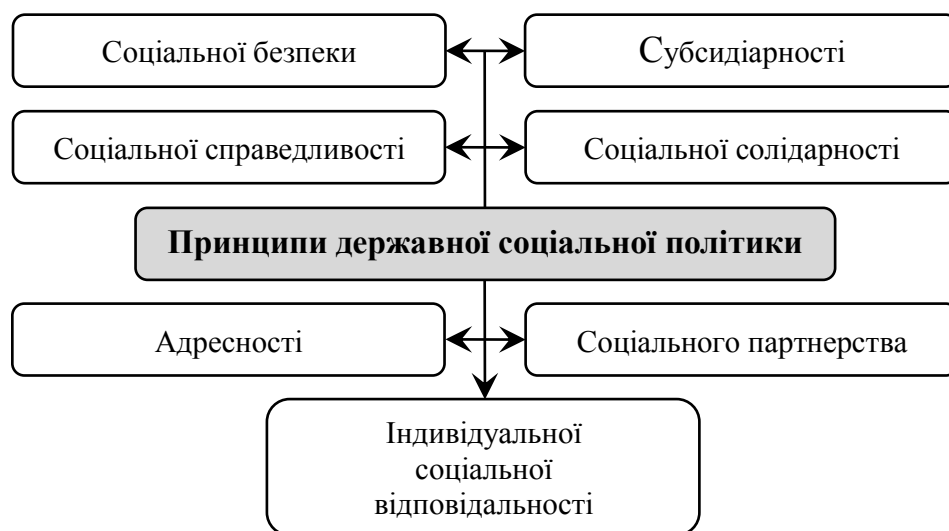 Соціальної безпеки
Субсидіарності
Соціальної справедливості
Соціальної солідарності
Принципи державної соціальної політики
Адресності
Соціального партнерства
Індивідуальної
соціальної
відповідальності